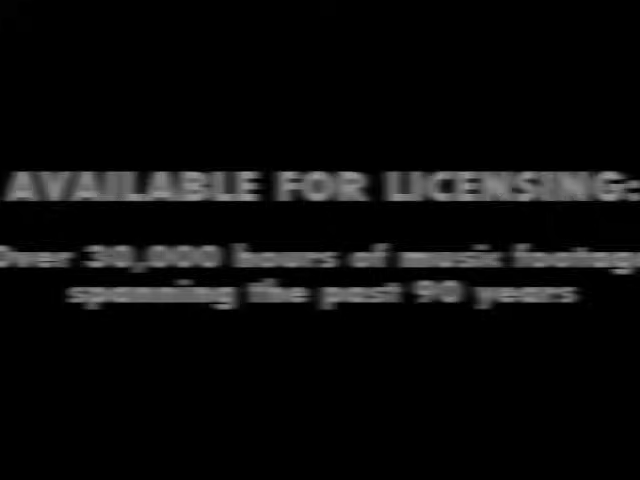 AVAILABLE FOR LICENSING:
Over 30,000 hours of music footage
spanning the past 90 years